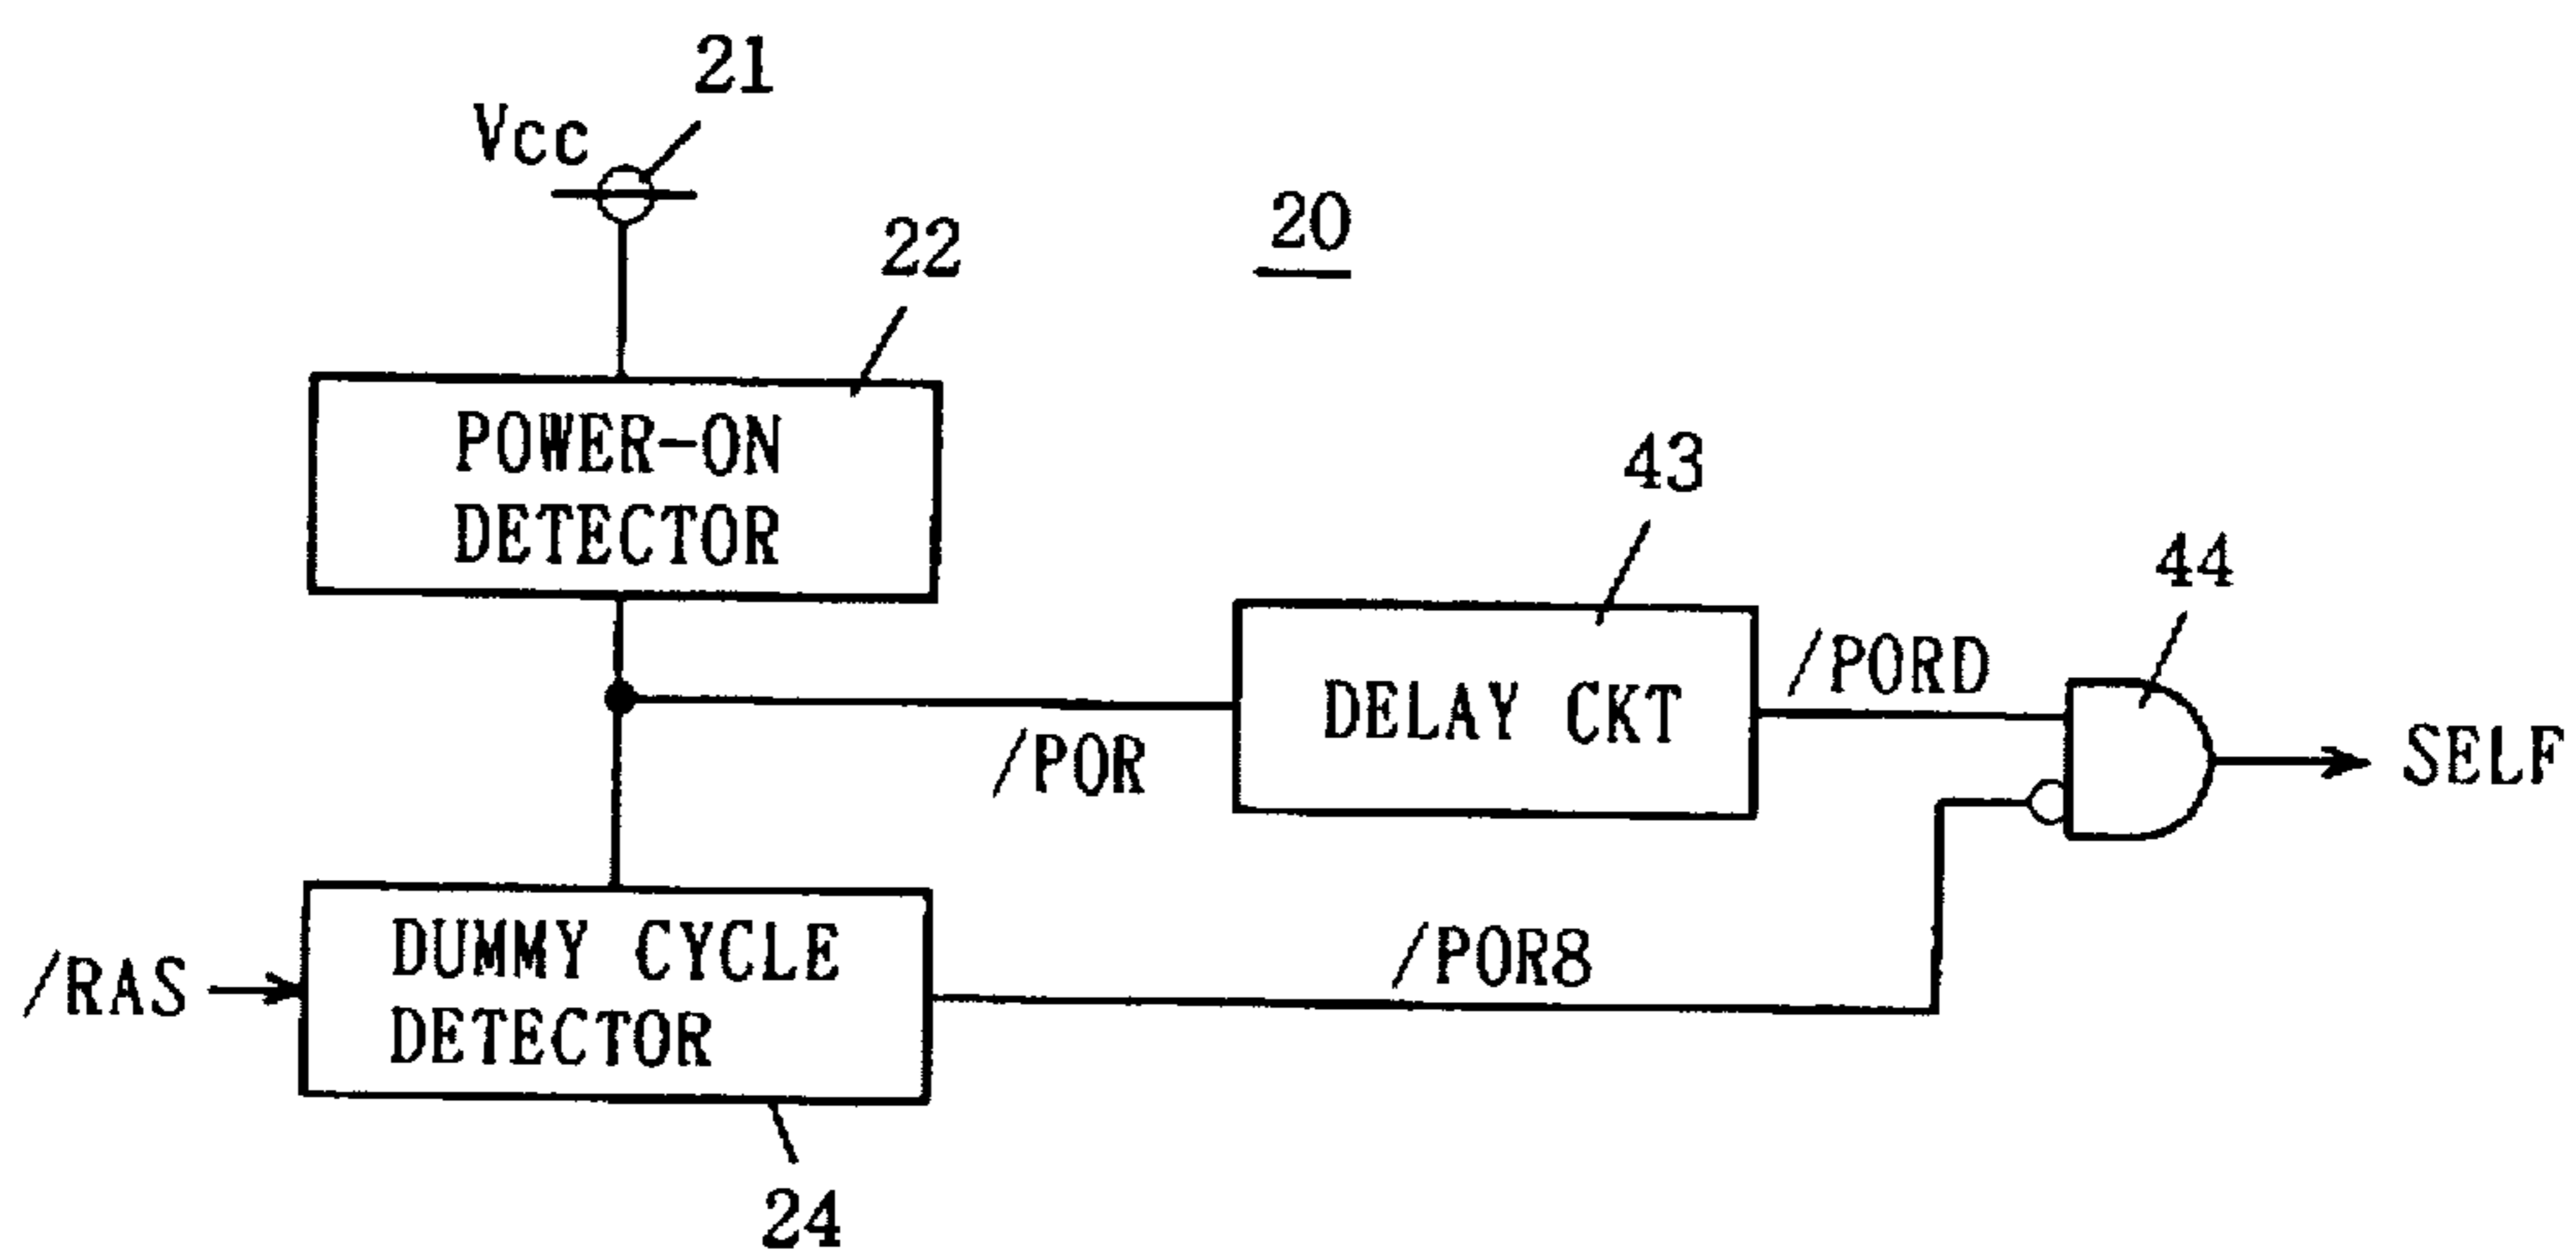 21
Vcc
20
22
POWER-ON
DETECTOR
43
44
DELAY CKT
/PORD
/POR
SELF
/RAS
DUMMY CYCLE
DETECTOR
/POR8
24